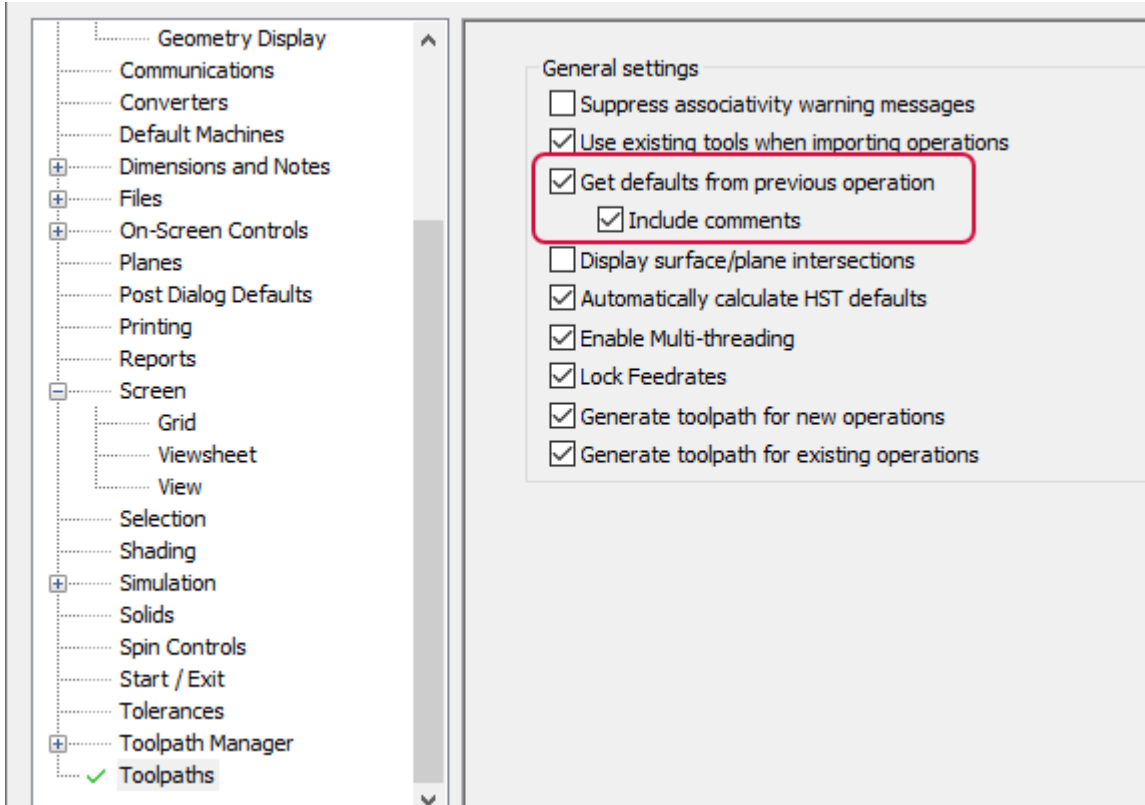 Geometry Display
Communications
Converters
Default Machines
Dimensions and Notes
Files
On-Screen Controls
Planes
Post Dialog Defaults
Printing
Reports
Screen
Grid
Viewsheet
View
Selection
Shading
Simulation
Solids
Spin Controls
Start / Exit
Tolerances
Toolpath Manager
Toolpaths
General settings
Suppress associativity warning messages
Use existing tools when importing operations
Get defaults from previous operation
Include comments
Display surface/plane intersections
Automatically calculate HST defaults
Enable Multi-threading
Lock Feedrates
Generate toolpath for new operations
Generate toolpath for existing operations